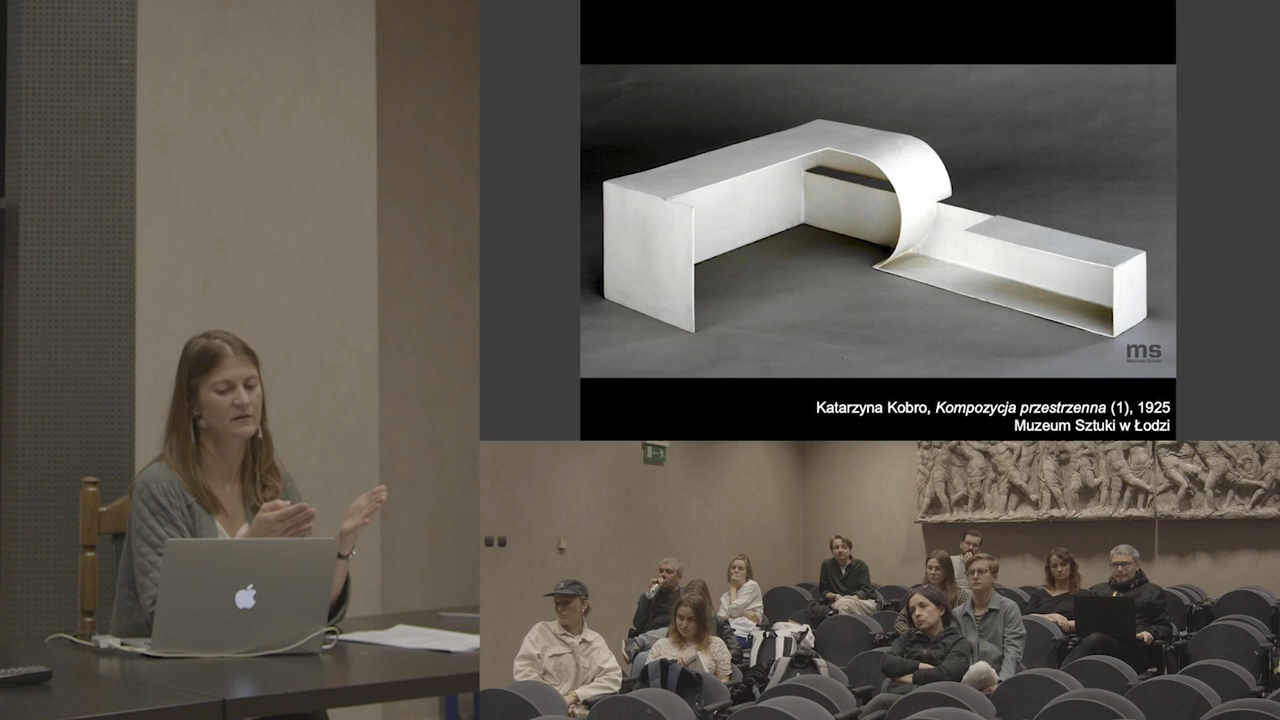 ms
Katarzyna Kobro, Kompozycja przestrzenna (1), 1925
Muzeum Sztuki w Łodzi